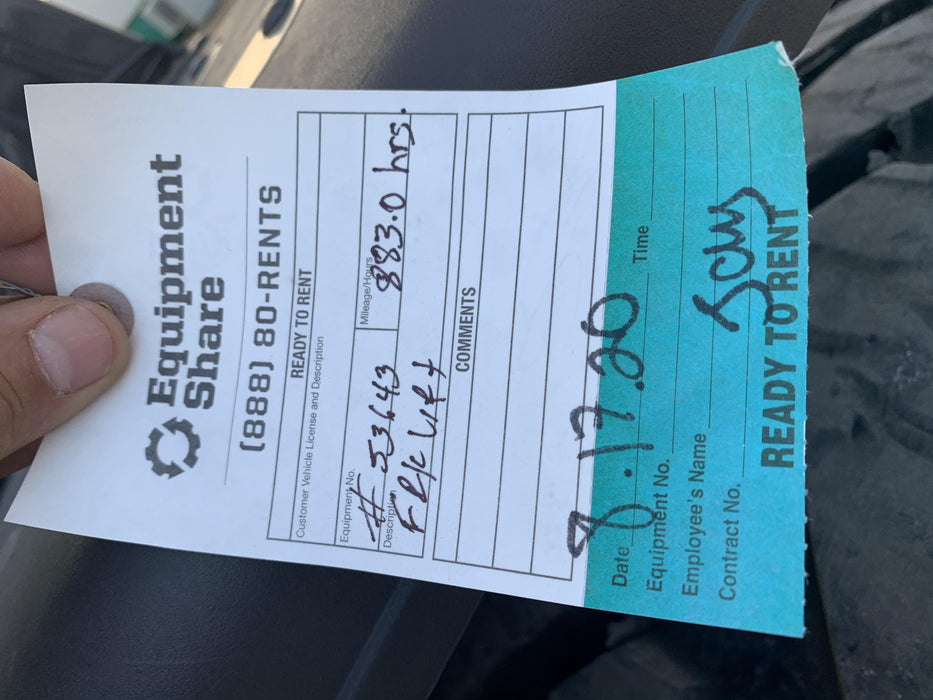 Equipment
Share
(888) 80-RENTS
READY TO RENT
Customer Vehicle License and Description
Equipment No. # 53643
Mileage/Hours 883.0 hrs.
Description
COMMENTS
Date 8.17.20 Time
Equipment No.
Employee's Name
Contract No.
READY TO RENT